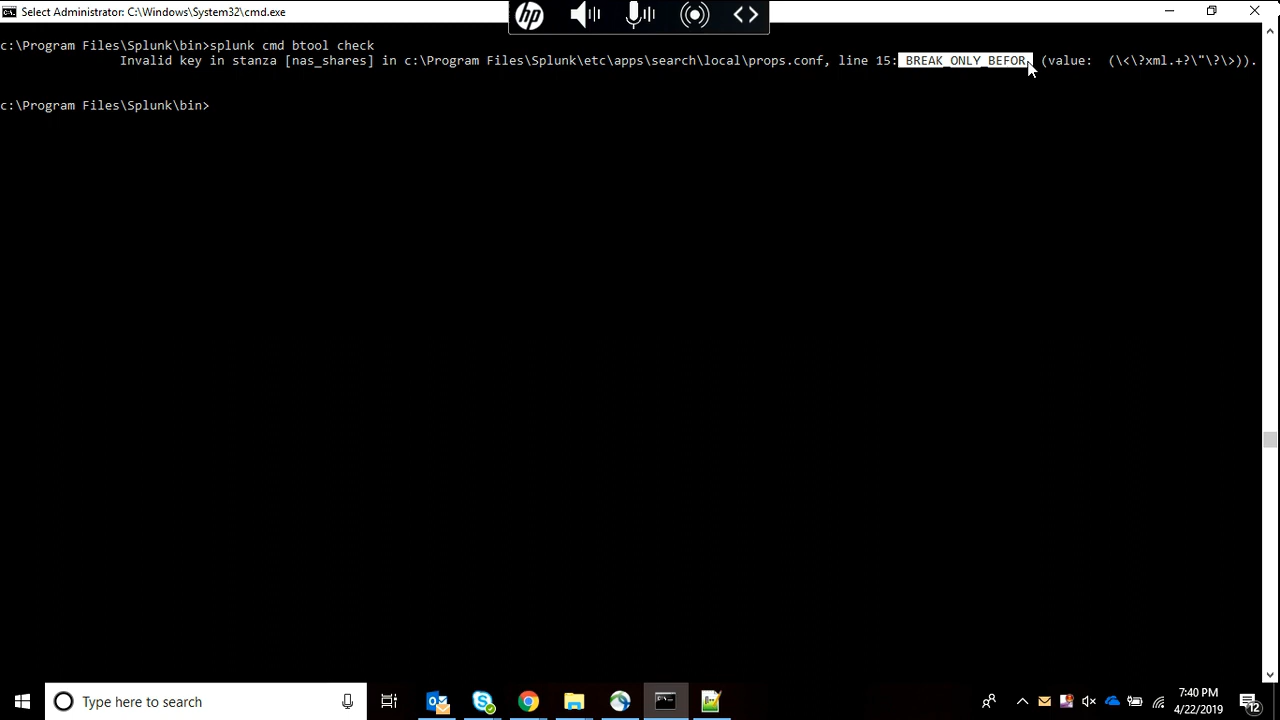 Select Administrator: C:\Windows\System32\cmd.exe
hp
c:\Program Files\Splunk\bin>splunk cmd btool check
Invalid key in stanza [nas_shares] in c:\Program Files\Splunk\etc\apps\search\local\props.conf, line 15: BREAK_ONLY_BEFOR (value:  (\<\?xml.+?\"\?\>)).
c:\Program Files\Splunk\bin>
Type here to search
7:40 PM
4/22/2019
12